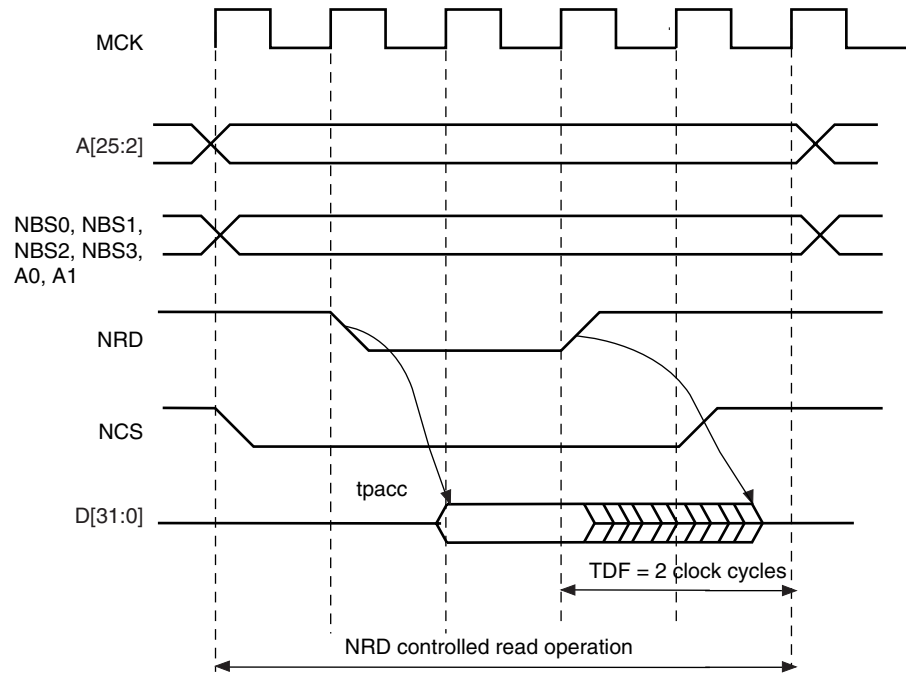 MCK
A[25:2]
NBS0, NBS1,
NBS2, NBS3,
A0, A1
NRD
NCS
tpacc
D[31:0]
TDF = 2 clock cycles
NRD controlled read operation